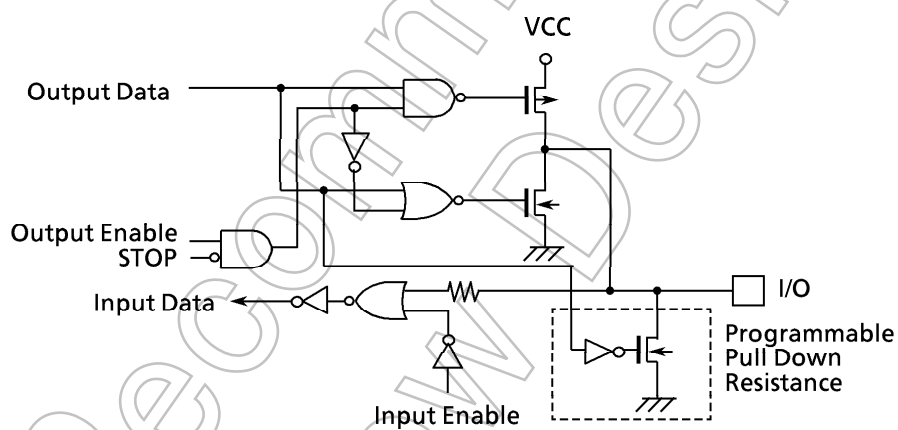 VCC
Output Data
Output Enable
STOP
Input Data
I/O
Programmable
Pull Down
Resistance
Input Enable